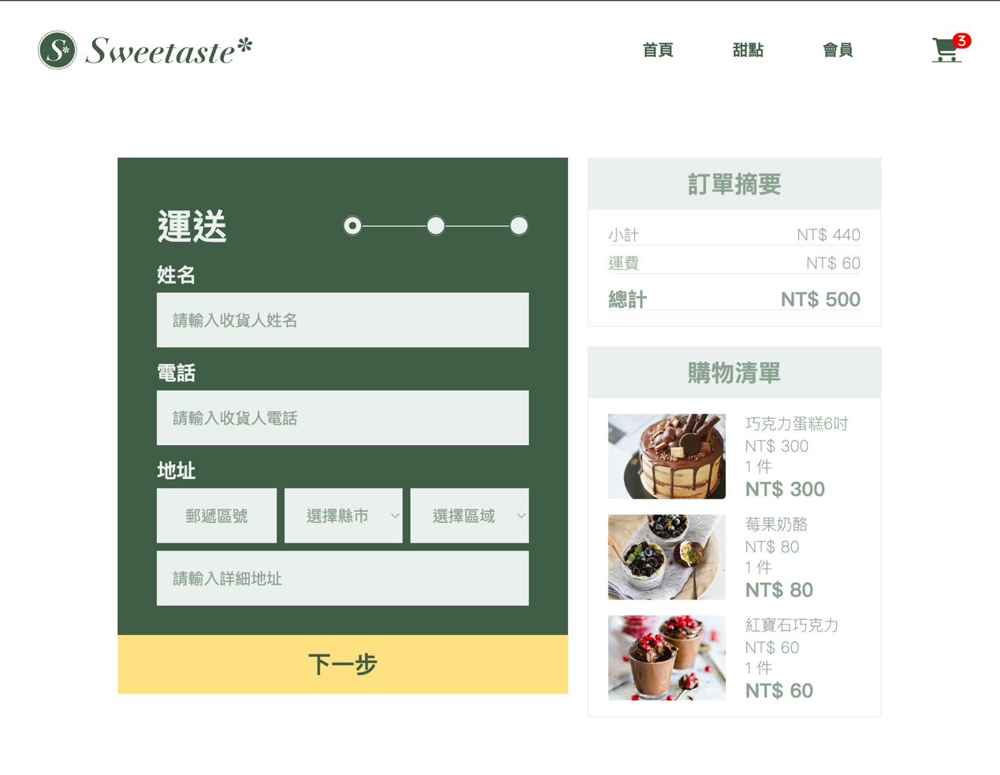 S* Sweetaste*
首頁
甜點
會員
3
運送
姓名
請輸入收貨人姓名
電話
請輸入收貨人電話
地址
郵遞區號
選擇縣市
選擇區域
請輸入詳細地址
下一步
訂單摘要
小計 NT$ 440
運費 NT$ 60
總計 NT$ 500
購物清單
巧克力蛋糕6吋
NT$ 300
1 件
NT$ 300
莓果奶酪
NT$ 80
1 件
NT$ 80
紅寶石巧克力
NT$ 60
1 件
NT$ 60